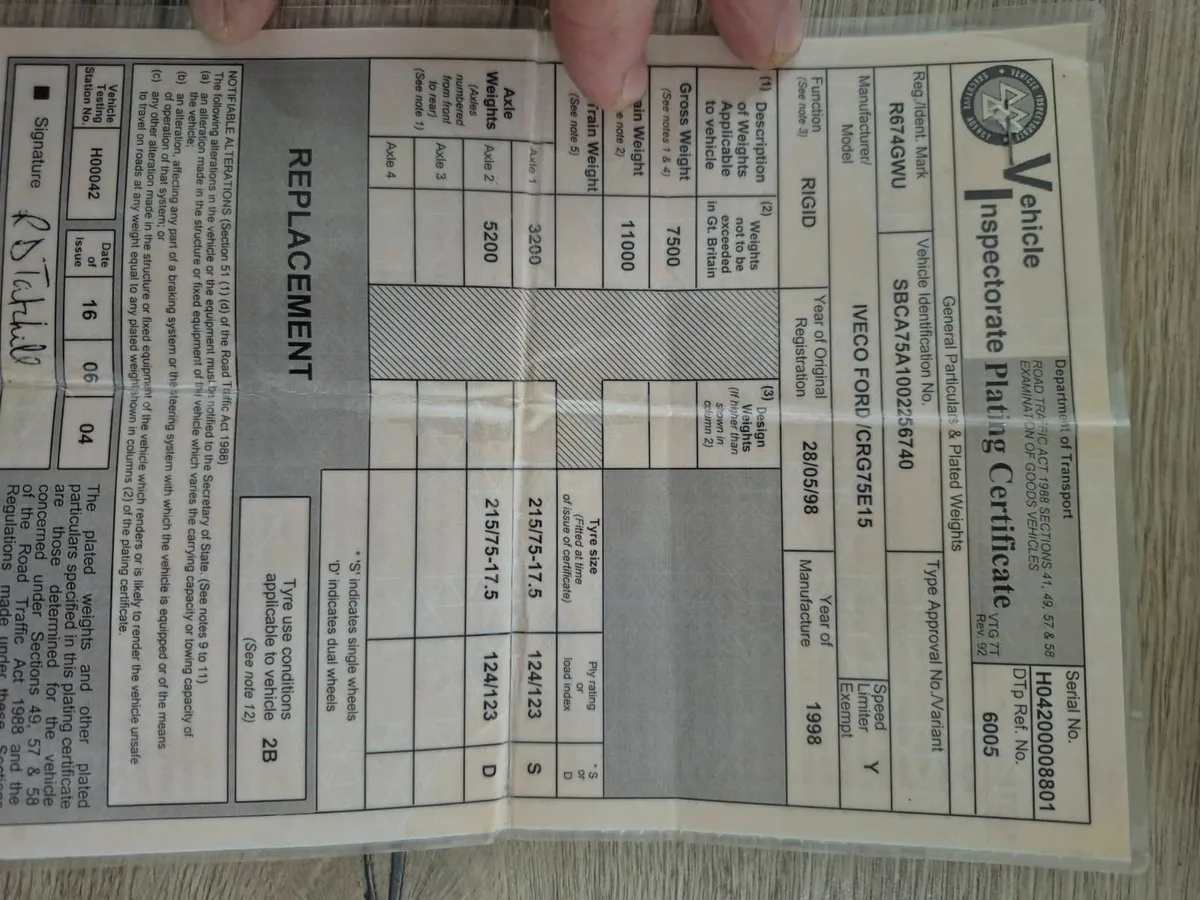 Department of Transport
ROAD TRAFFIC ACT 1988 SECTIONS 41, 49, 57 & 58
EXAMINATION OF GOODS VEHICLES
Vehicle
Inspectorate Plating Certificate
VTG 7T
Rev. 92
Serial No.
H04200008801
DTp Ref. No.
6005
General Particulars & Plated Weights
Reg./Ident. Mark
R674GWU
Vehicle Identification No.
SBCA75A1002256740
Type Approval No./Variant
Manufacturer/
Model
IVECO FORD /CRG75E15
Speed
Limiter
Exempt
Y
Function
(See note 3)
RIGID
Year of Original
Registration
28/05/98
Year of
Manufacture
1998
(1) Description
of Weights
Applicable
to vehicle
(2) Weights
not to be
exceeded
in Gt. Britain
(3) Design
Weights
(If higher than
shown in
column 2)
Gross Weight
(See notes 1 & 4)
7500
ain Weight
e note 2)
11000
Train Weight
(See note 5)
Tyre size
(Fitted at time
of issue of certificate)
Ply rating
or
load index
* S
or
D
Axle
Weights
(Axles
numbered
from front
to rear)
(See note 1)
Axle 1
3200
215/75-17.5
124/123
S
Axle 2
5200
215/75-17.5
124/123
D
Axle 3
Axle 4
* 'S' indicates single wheels
'D' indicates dual wheels
REPLACEMENT
Tyre use conditions
applicable to vehicle 2B
(See note 12)
NOTIFIABLE ALTERATIONS (Section 51 (1) (d) of the Road Traffic Act 1988)
The following alterations in the vehicle or the equipment must be notified to the Secretary of State. (See notes 9 to 11)
(a) an alteration made in the structure or fixed equipment of the vehicle which varies the carrying capacity or towing capacity of
the vehicle;
(b) an alteration, affecting any part of a braking system or the steering system with which the vehicle is equipped or of the means
of operation of that system; or
(c) any other alteration made in the structure or fixed equipment of the vehicle which renders or is likely to render the vehicle unsafe
to travel on roads at any weight equal to any plated weight shown in columns (2) of the plating certificate.
Vehicle
Testing
Station No.
H00042
Date
of
Issue
16 06 04
Signature
R D Tatchill
The plated weights and other plated
particulars specified in this plating certificate
are those determined for the vehicle
concerned under Sections 49, 57 & 58
of the Road Traffic Act 1988 and the
Regulations made under these